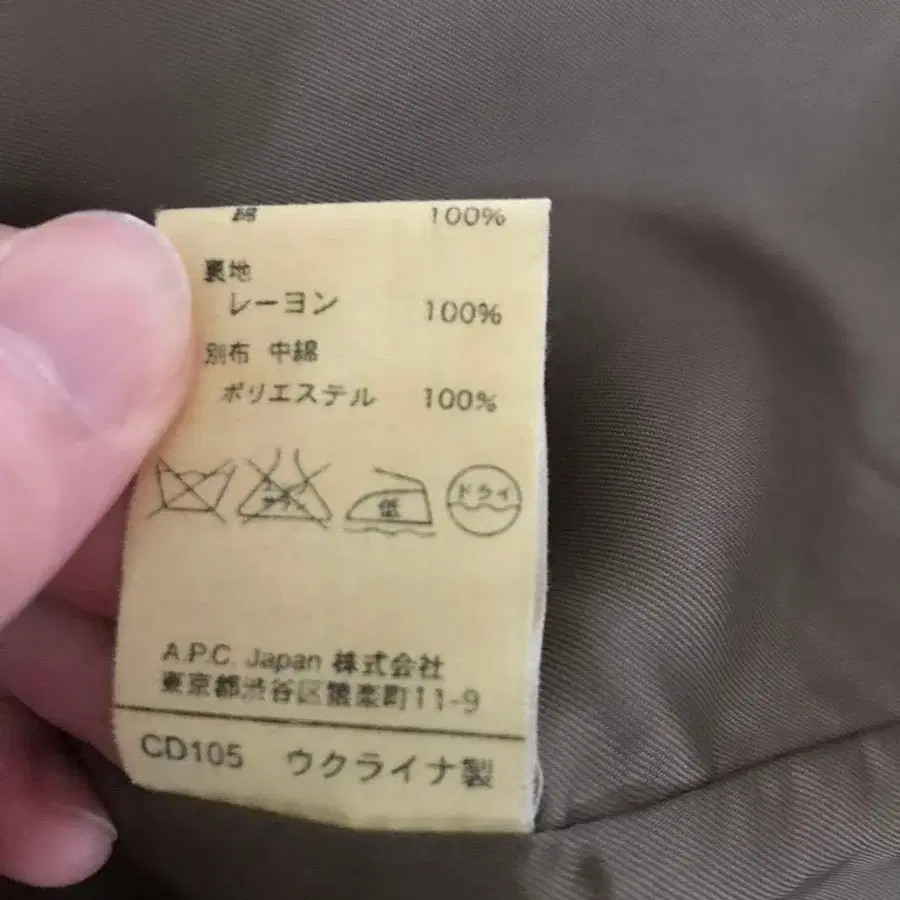 綿 100%
裏地
レーヨン 100%
別布 中綿
ポリエステル 100%
低 ドライ
A.P.C. Japan 株式会社
東京都渋谷区猿楽町11-9
CD105 ウクライナ製